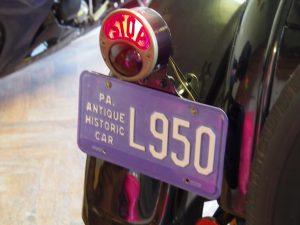 STOP
PA.
ANTIQUE
HISTORIC
CAR
L950